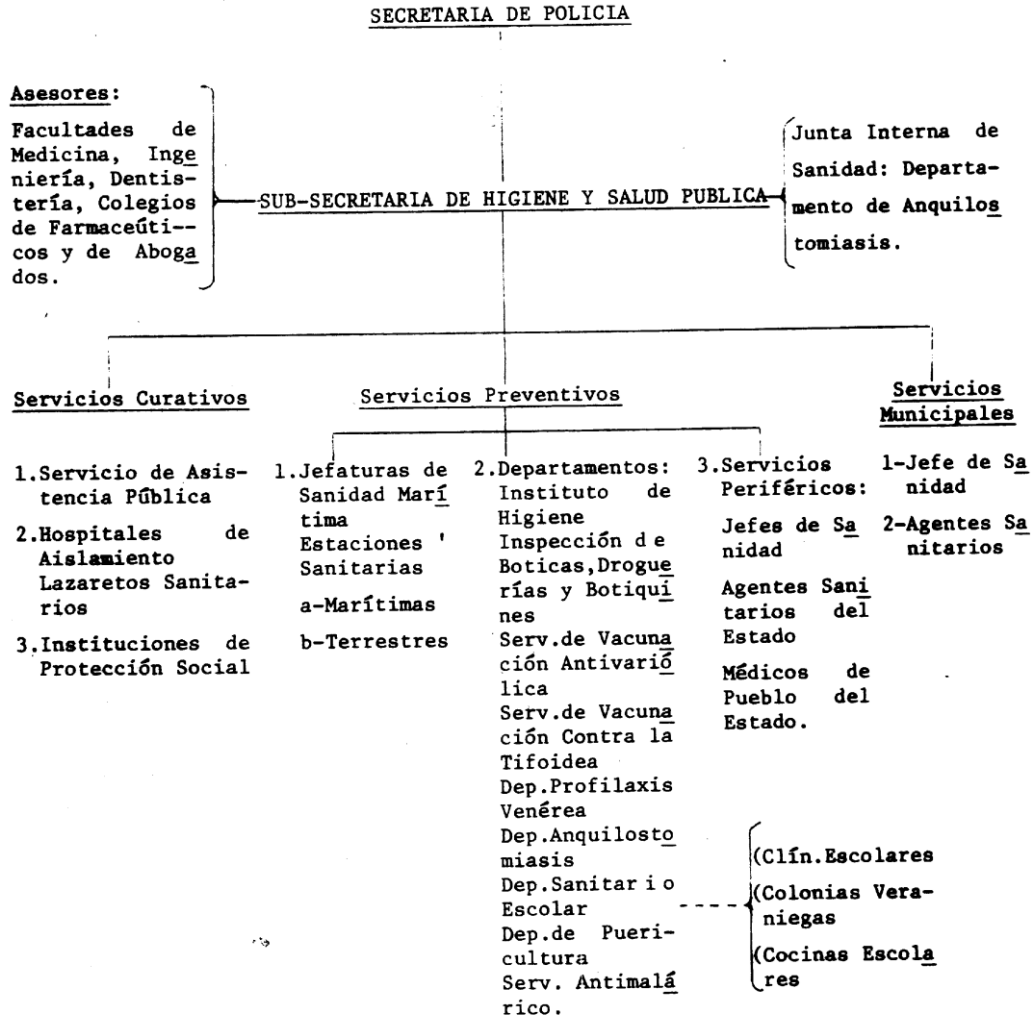 SECRETARIA DE POLICIA
Asesores:
Facultades de
Medicina, Inge
niería, Dentis-
tería, Colegios
de Farmaceúti--
cos y de Aboga
dos.
SUB-SECRETARIA DE HIGIENE Y SALUD PUBLICA
Junta Interna de
Sanidad: Departa-
mento de Anquilos
tomiasis.
Servicios Curativos
1.Servicio de Asis-
tencia Pública
2.Hospitales de
Aislamiento
Lazaretos Sanita-
rios
3.Instituciones de
Protección Social
Servicios Preventivos
1.Jefaturas de
Sanidad Marí
tima
Estaciones '
Sanitarias
a-Marítimas
b-Terrestres
2.Departamentos:
Instituto de
Higiene
Inspección de
Boticas,Drogue
rías y Botiqui
nes
Serv.de Vacuna
ción Antivarió
lica
Serv.de Vacuna
ción Contra la
Tifoidea
Dep.Profilaxis
Venérea
Dep.Anquilosto
miasis
Dep.Sanitario
Escolar
Dep.de Pueri-
cultura
Serv. Antimalá
rico.
(Clín.Escolares
(Colonias Vera-
niegas
(Cocinas Escola
res
3.Servicios
Periféricos:
Jefes de Sa
nidad
Agentes Sani
tarios del
Estado
Médicos de
Pueblo del
Estado.
Servicios
Municipales
1-Jefe de Sa
nidad
2-Agentes Sa
nitarios